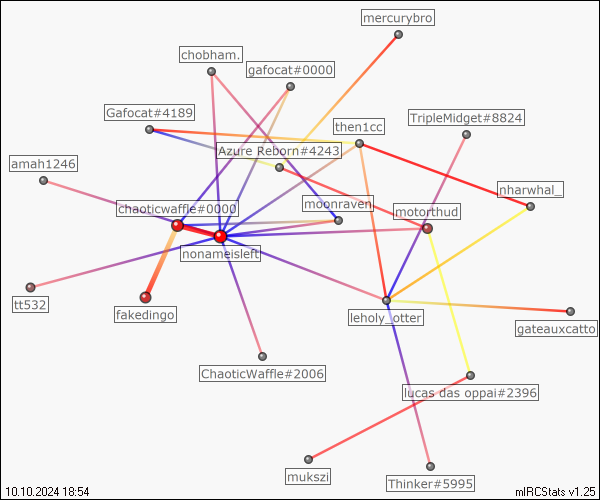 mercurybro
chobham.
gafocat#0000
Gafocat#4189
TripleMidget#8824
then1cc
Azure Reborn#4243
amah1246
nharwhal_
moonraven
chaoticwaffle#0000
motorthud
nonameisleft
tt532
fakedingo
leholy_otter
gateauxcatto
ChaoticWaffle#2006
lucas das oppai#2396
mukszi
Thinker#5995
10.10.2024 18:54
mIRCStats v1.25